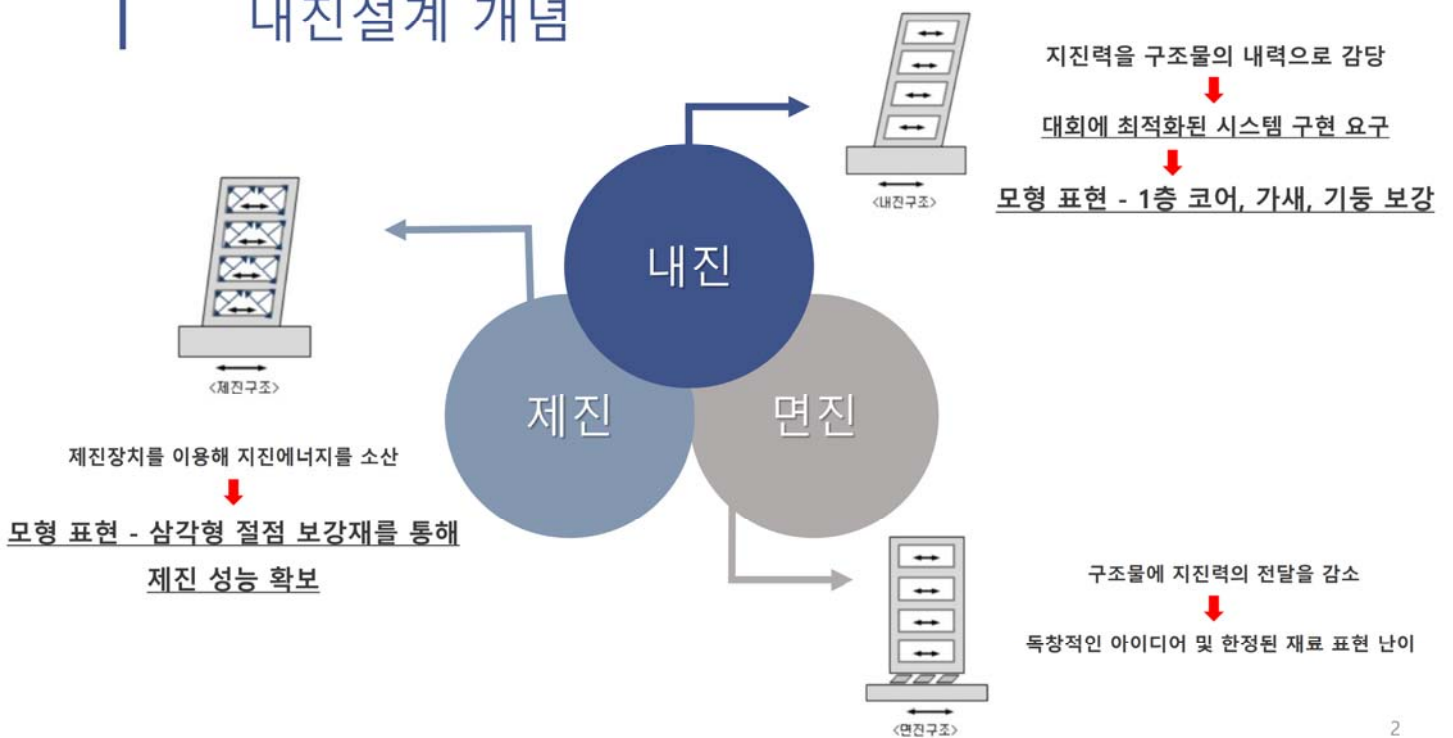 내진설계 개념
지진력을 구조물의 내력으로 감당
대회에 최적화된 시스템 구현 요구
모형 표현 - 1층 코어, 가새, 기둥 보강
<내진구조>
내진
<제진구조>
제진
면진
제진장치를 이용해 지진에너지를 소산
모형 표현 - 삼각형 절점 보강재를 통해
제진 성능 확보
구조물에 지진력의 전달을 감소
독창적인 아이디어 및 한정된 재료 표현 난이
<면진구조>
2